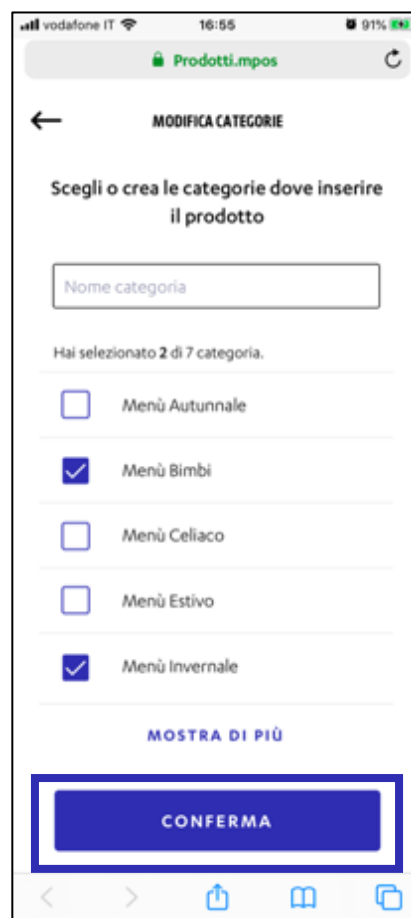 vodafone IT 16:55 91%
Prodotti.mpos
MODIFICA CATEGORIE
Scegli o crea le categorie dove inserire
il prodotto
Nome categoria
Hai selezionato 2 di 7 categoria.
Menù Autunnale
Menù Bimbi
Menù Celiaco
Menù Estivo
Menù Invernale
MOSTRA DI PIÙ
CONFERMA